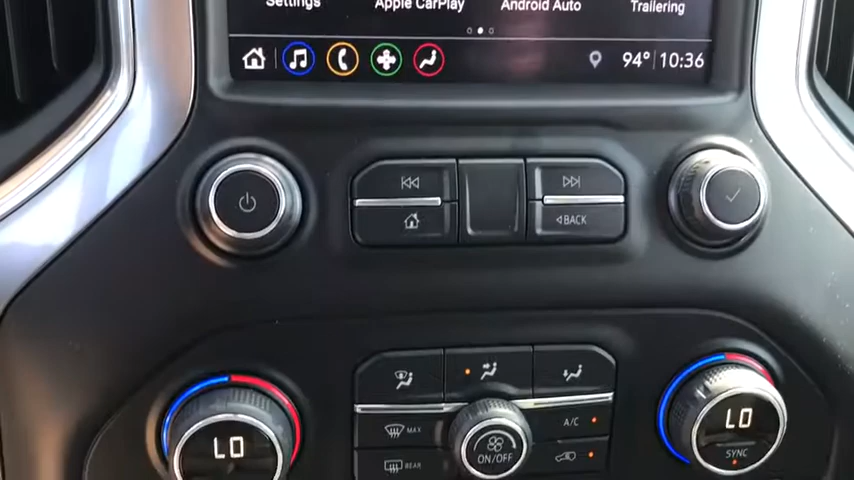 Settings Apple CarPlay Android Auto Trailering
94° 10:36
◁BACK
MAX A/C
LO REAR ON/OFF LO
SYNC